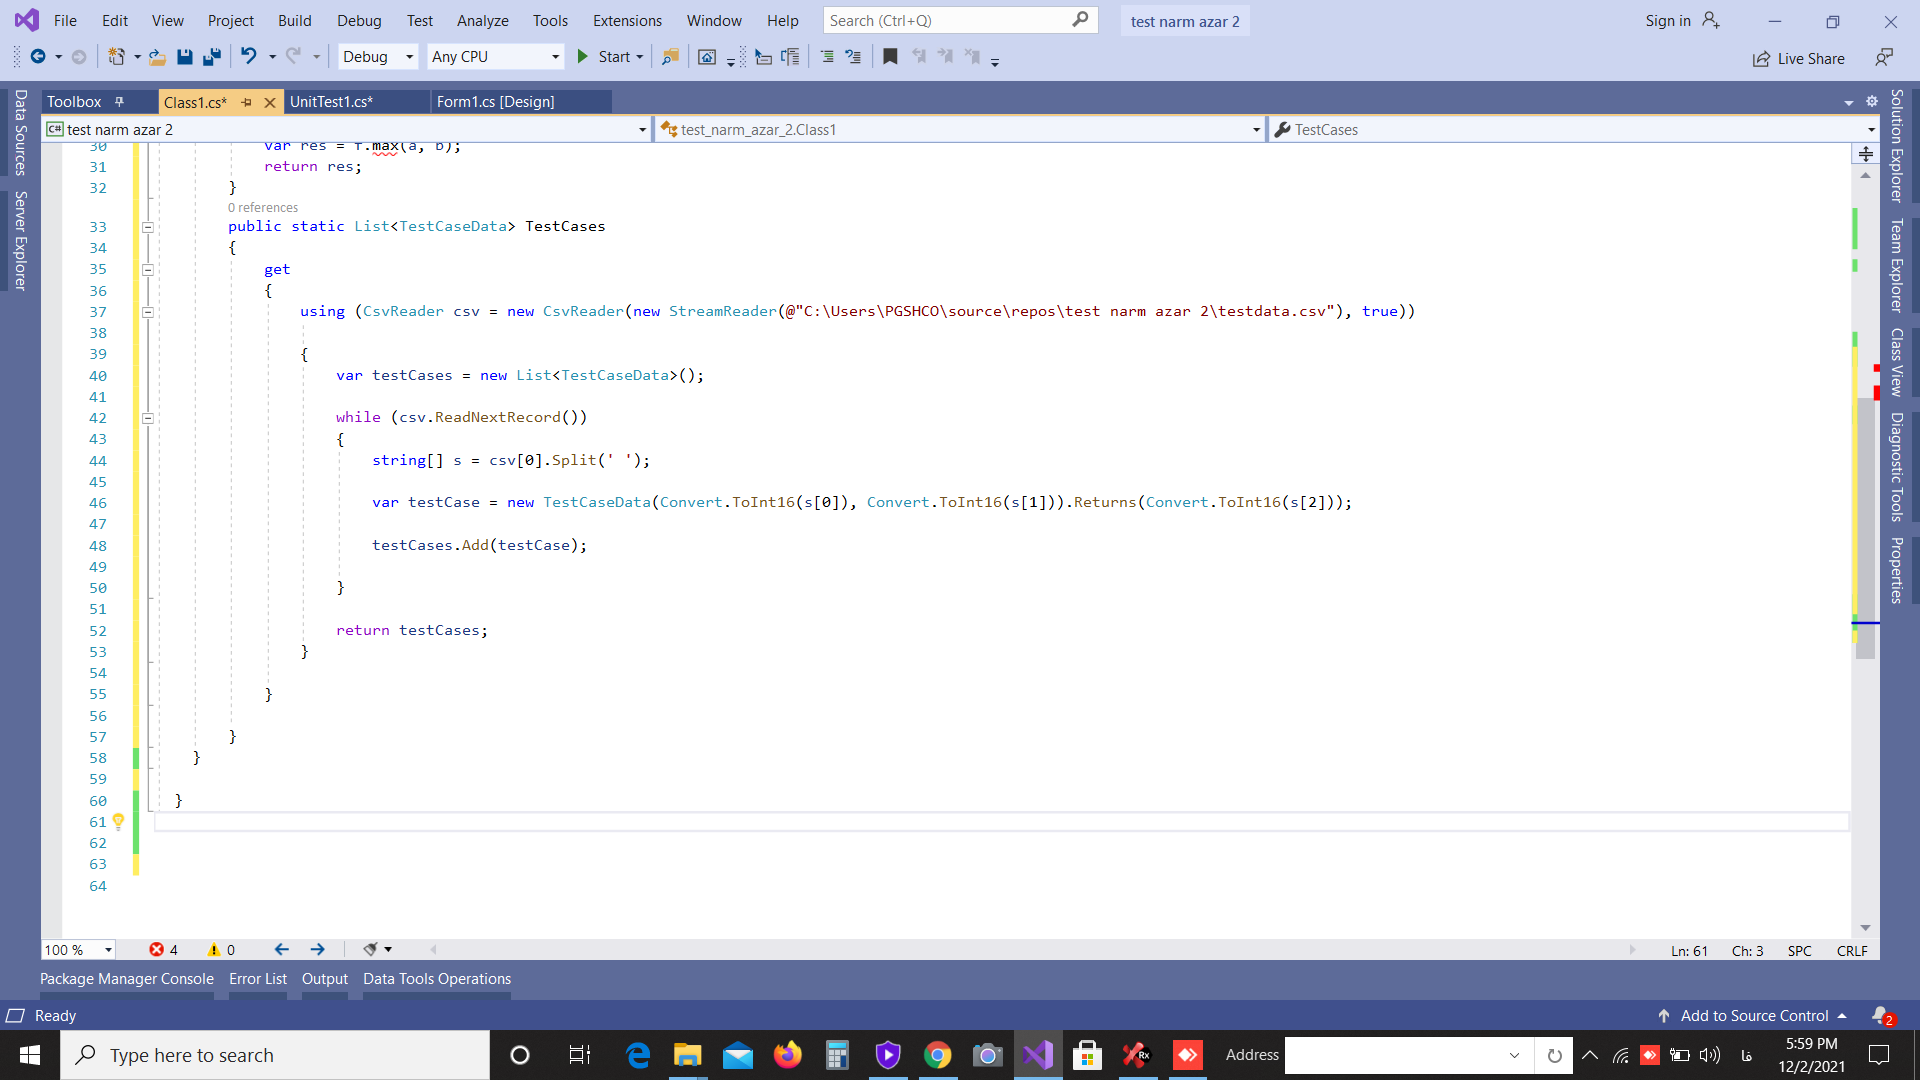 File Edit View Project Build Debug Test Analyze Tools Extensions Window Help Search (Ctrl+Q) test narm azar 2 Sign in
Debug Any CPU Start Live Share
Toolbox Class1.cs* UnitTest1.cs* Form1.cs [Design]
C# test narm azar 2 test_narm_azar_2.Class1 TestCases
Data Sources
Server Explorer
30 var res = f.max(a, b);
31 return res;
32 }
0 references
33 public static List<TestCaseData> TestCases
34 {
35 get
36 {
37 using (CsvReader csv = new CsvReader(new StreamReader(@"C:\Users\PGSHCO\source\repos\test narm azar 2\testdata.csv"), true))
38
39 {
40 var testCases = new List<TestCaseData>();
41
42 while (csv.ReadNextRecord())
43 {
44 string[] s = csv[0].Split(' ');
45
46 var testCase = new TestCaseData(Convert.ToInt16(s[0]), Convert.ToInt16(s[1])).Returns(Convert.ToInt16(s[2]));
47
48 testCases.Add(testCase);
49
50 }
51
52 return testCases;
53 }
54
55 }
56
57 }
58 }
59
60 }
61
62
63
64
Solution Explorer
Team Explorer
Class View
Diagnostic Tools
Properties
100 % 4 0 Ln: 61 Ch: 3 SPC CRLF
Package Manager Console Error List Output Data Tools Operations
Ready Add to Source Control 2
Type here to search Address فا 5:59 PM
12/2/2021